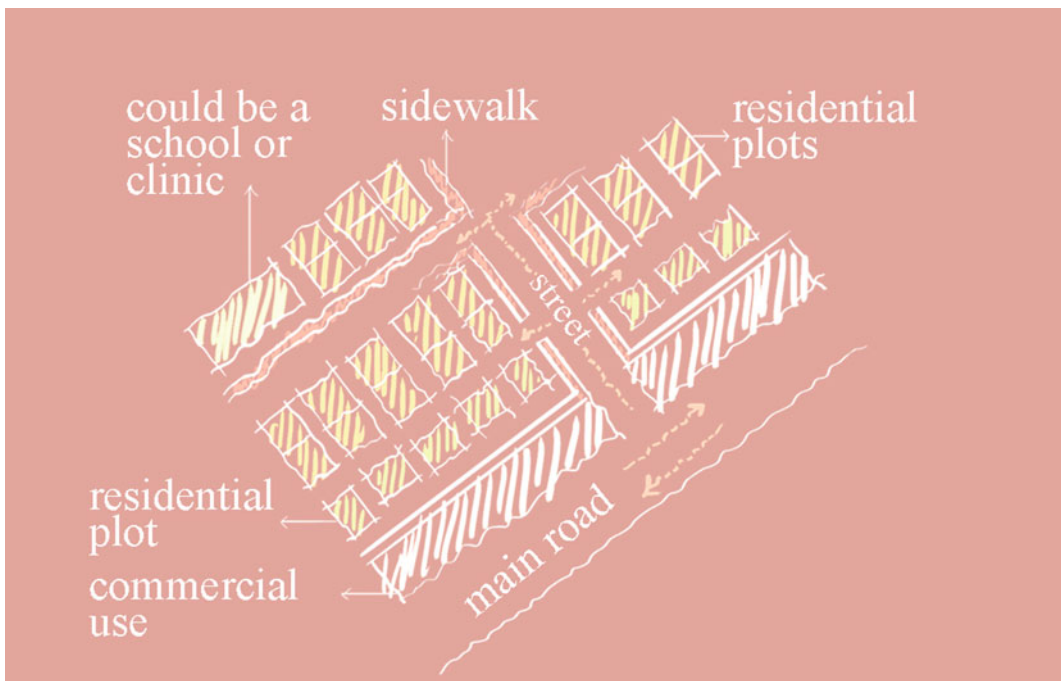 could be a
school or
clinic
sidewalk
residential
plots
street
residential
plot
commercial
use
main road